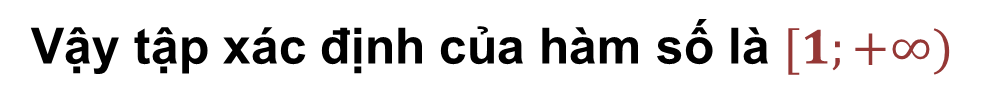 Vậy tập xác định của hàm số là [1; +∞)